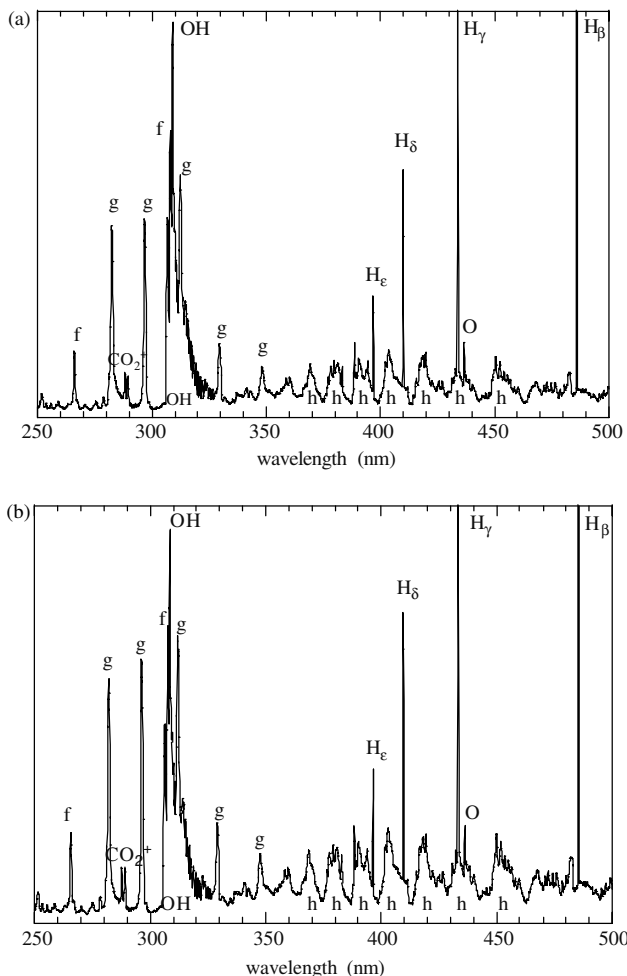 (a)
OH
Hγ
Hβ
f
g
Hδ
g
g
Hε
f
g
O
CO2+
g
OH
h h h h h h h
250 300 350 400 450 500
wavelength (nm)
(b)
OH
Hγ
Hβ
f
g
g
g
Hδ
Hε
f
g
O
CO2+
g
OH
h h h h h h h
250 300 350 400 450 500
wavelength (nm)